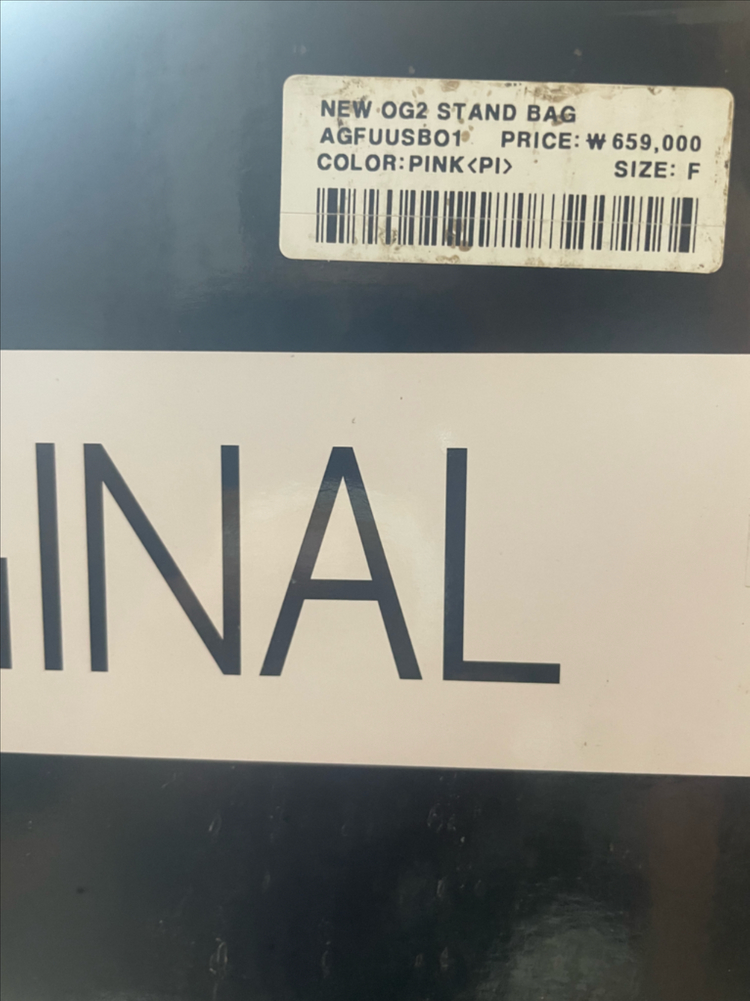 NEW OG2 STAND BAG
AGFUUSB01 PRICE: ₩ 659,000
COLOR:PINK<PI> SIZE: F
INAL